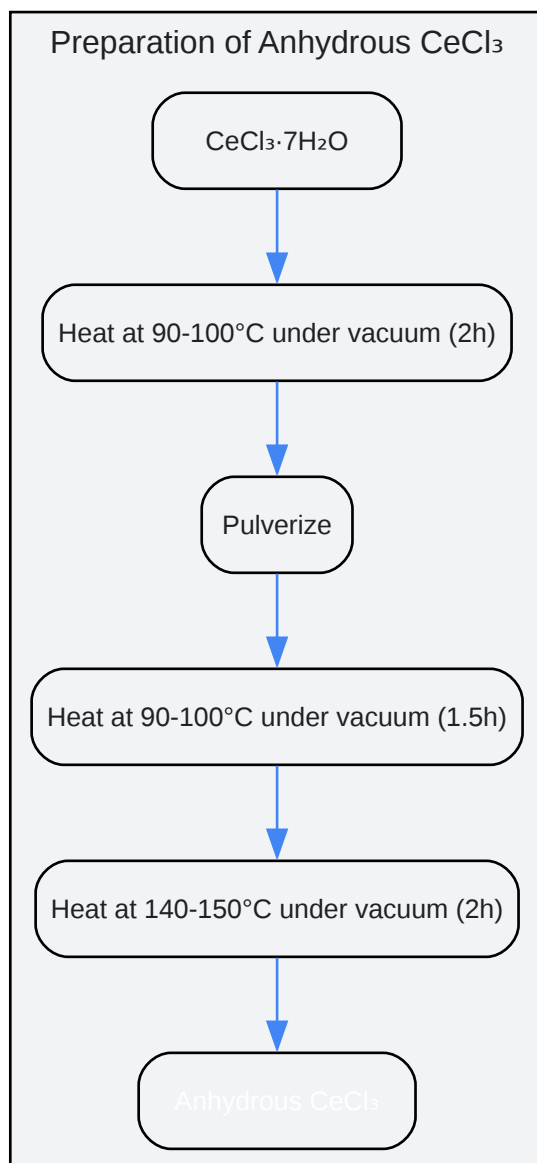 Preparation of Anhydrous CeCl₃
CeCl₃·7H₂O
Heat at 90-100°C under vacuum (2h)
Pulverize
Heat at 90-100°C under vacuum (1.5h)
Heat at 140-150°C under vacuum (2h)
Anhydrous CeCl₃